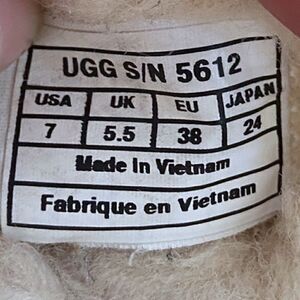 UGG S/N 5612
USA UK EU JAPAN
7 5.5 38 24
Made in Vietnam
Fabrique en Vietnam